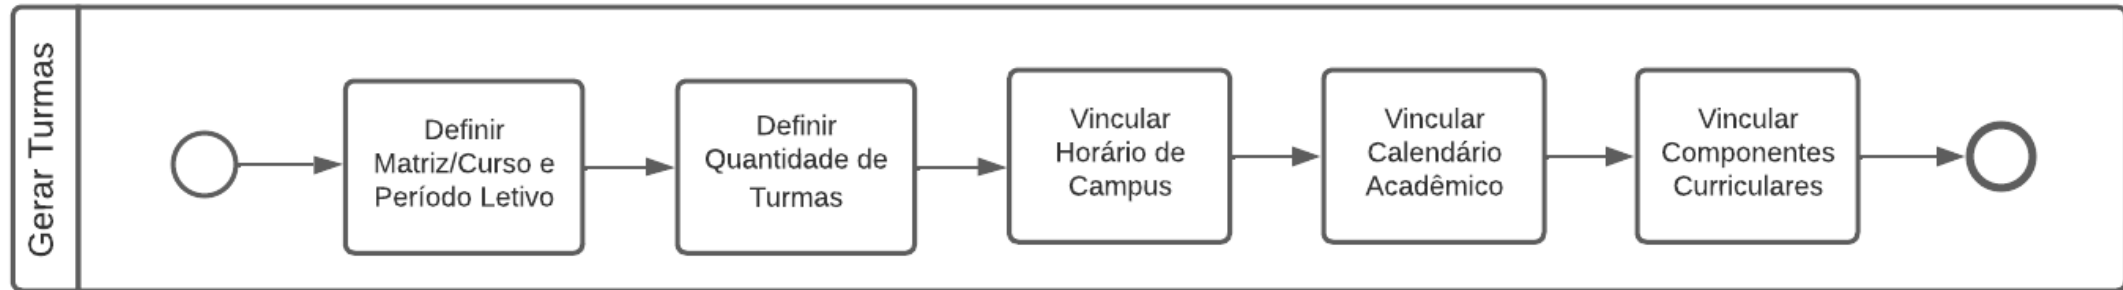 Gerar Turmas
Definir
Matriz/Curso e
Período Letivo
Definir
Quantidade de
Turmas
Vincular
Horário de
Campus
Vincular
Calendário
Acadêmico
Vincular
Componentes
Curriculares